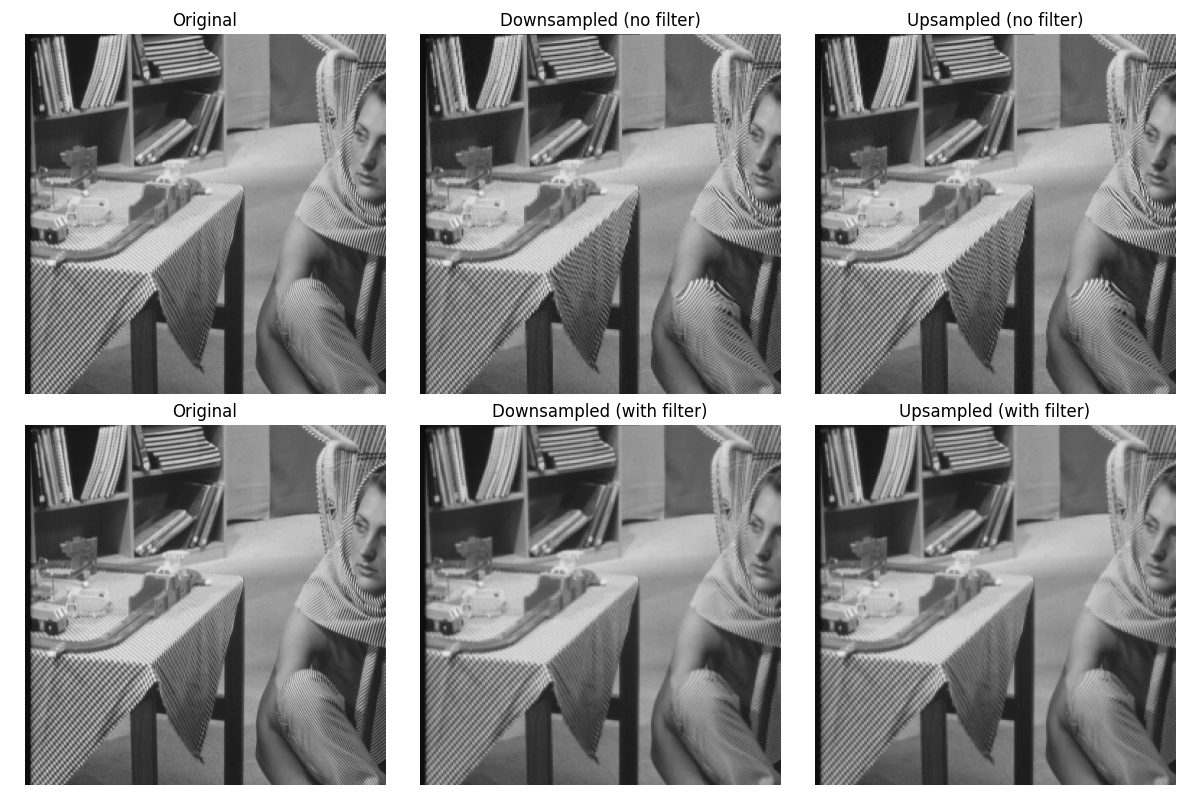 Original
Downsampled (no filter)
Upsampled (no filter)
Original
Downsampled (with filter)
Upsampled (with filter)